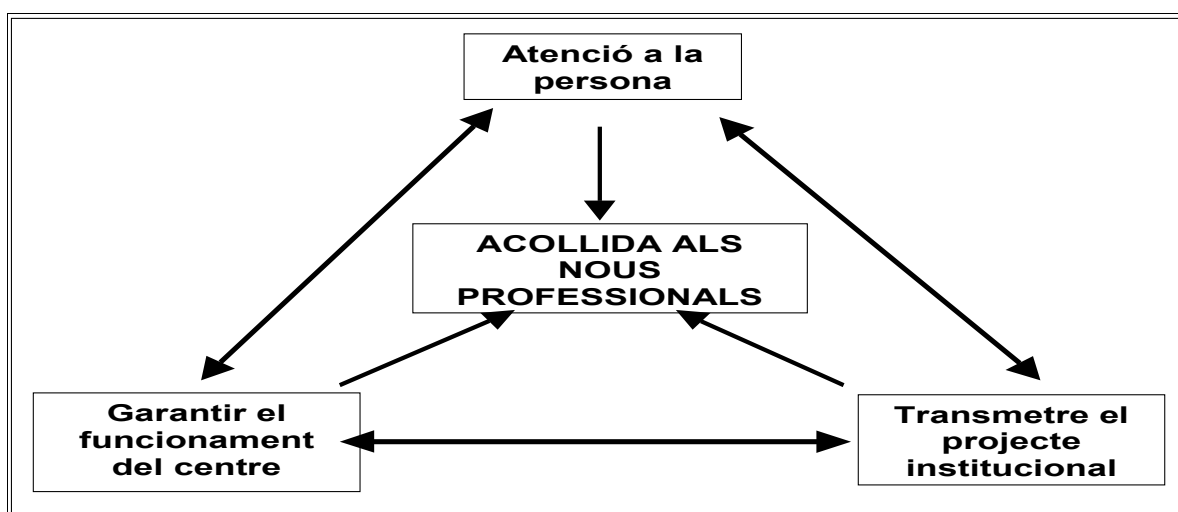 Atenció a la
persona
ACOLLIDA ALS
NOUS
PROFESSIONALS
Garantir el
funcionament
del centre
Transmetre el
projecte
institucional